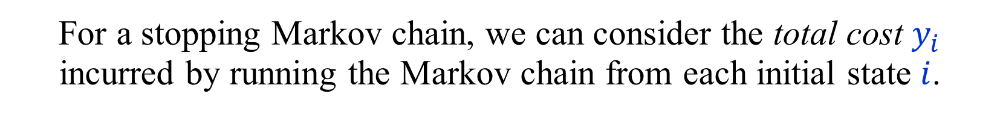 For a stopping Markov chain, we can consider the total cost yᵢ
incurred by running the Markov chain from each initial state i.